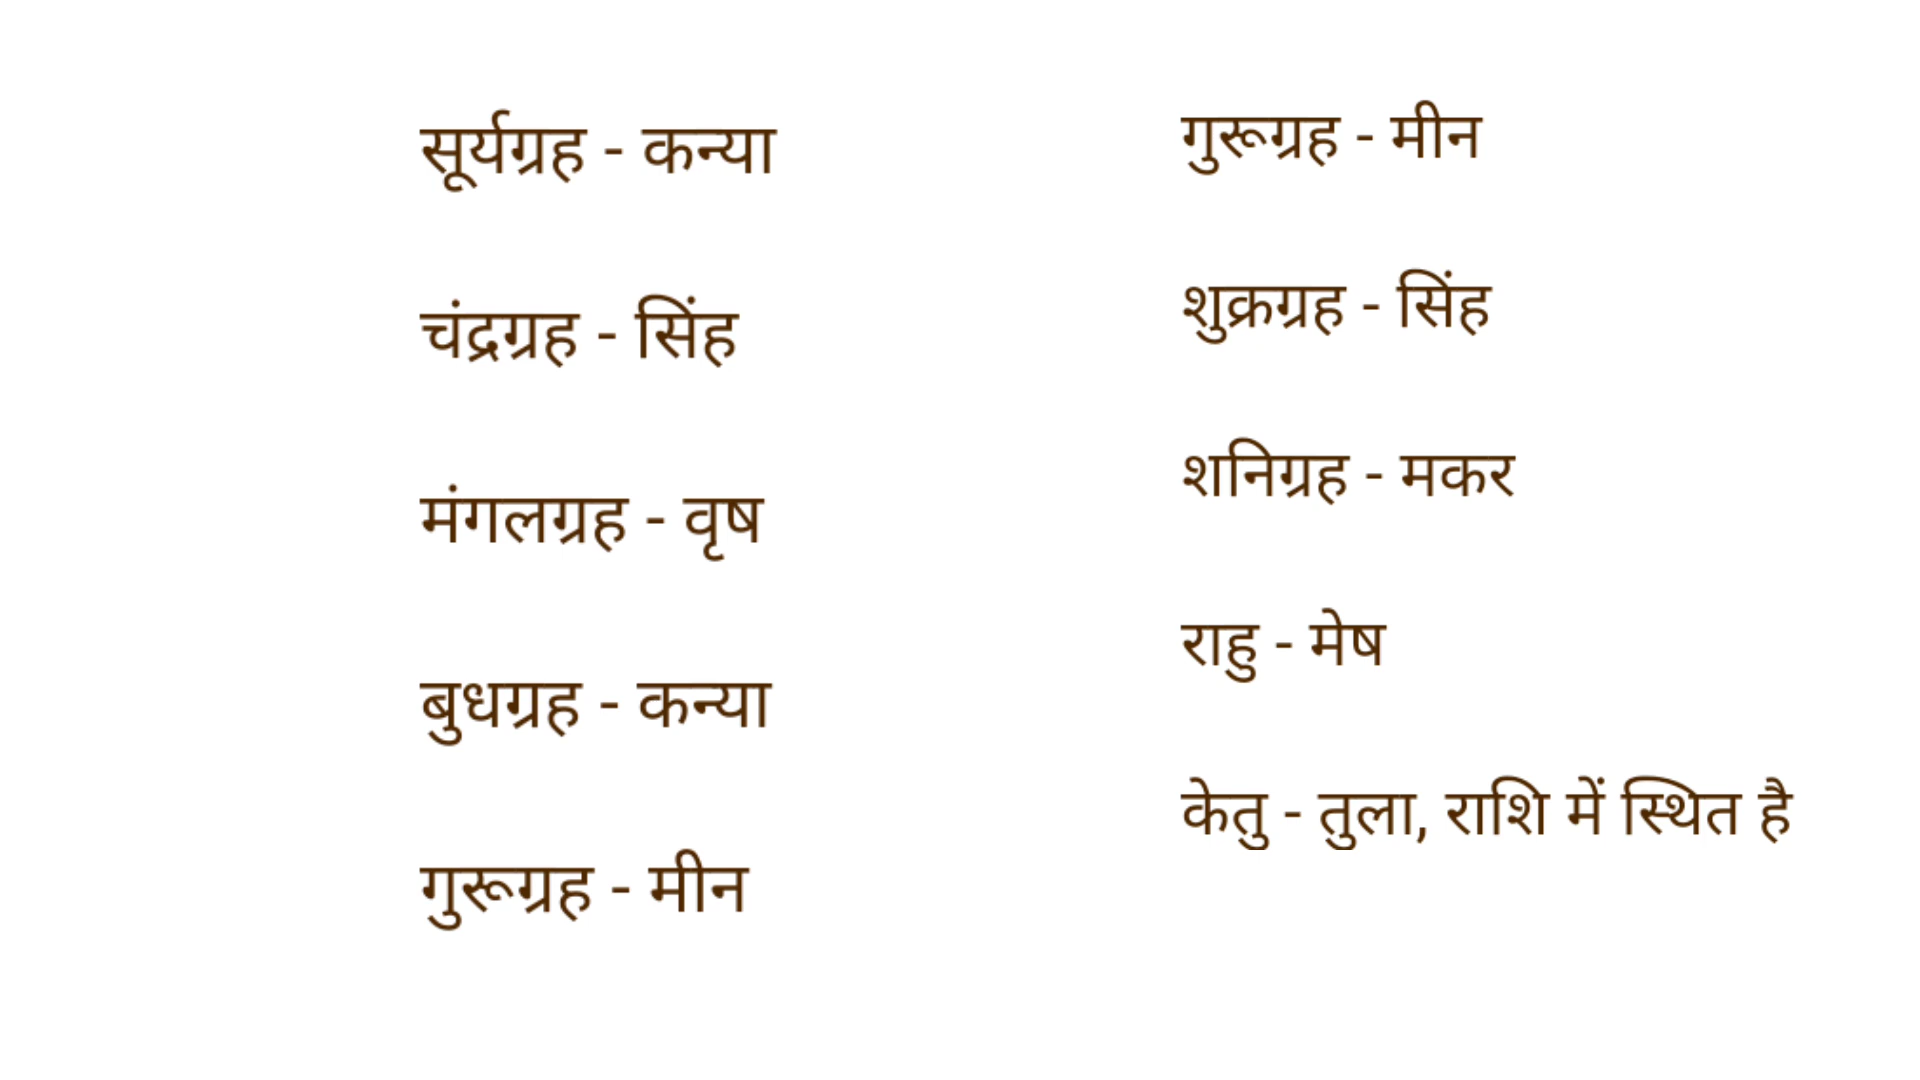 सूर्यग्रह - कन्या
चंद्रग्रह - सिंह
मंगलग्रह - वृष
बुधग्रह - कन्या
गुरूग्रह - मीन
गुरूग्रह - मीन
शुक्रग्रह - सिंह
शनिग्रह - मकर
राहु - मेष
केतु - तुला, राशि में स्थित है